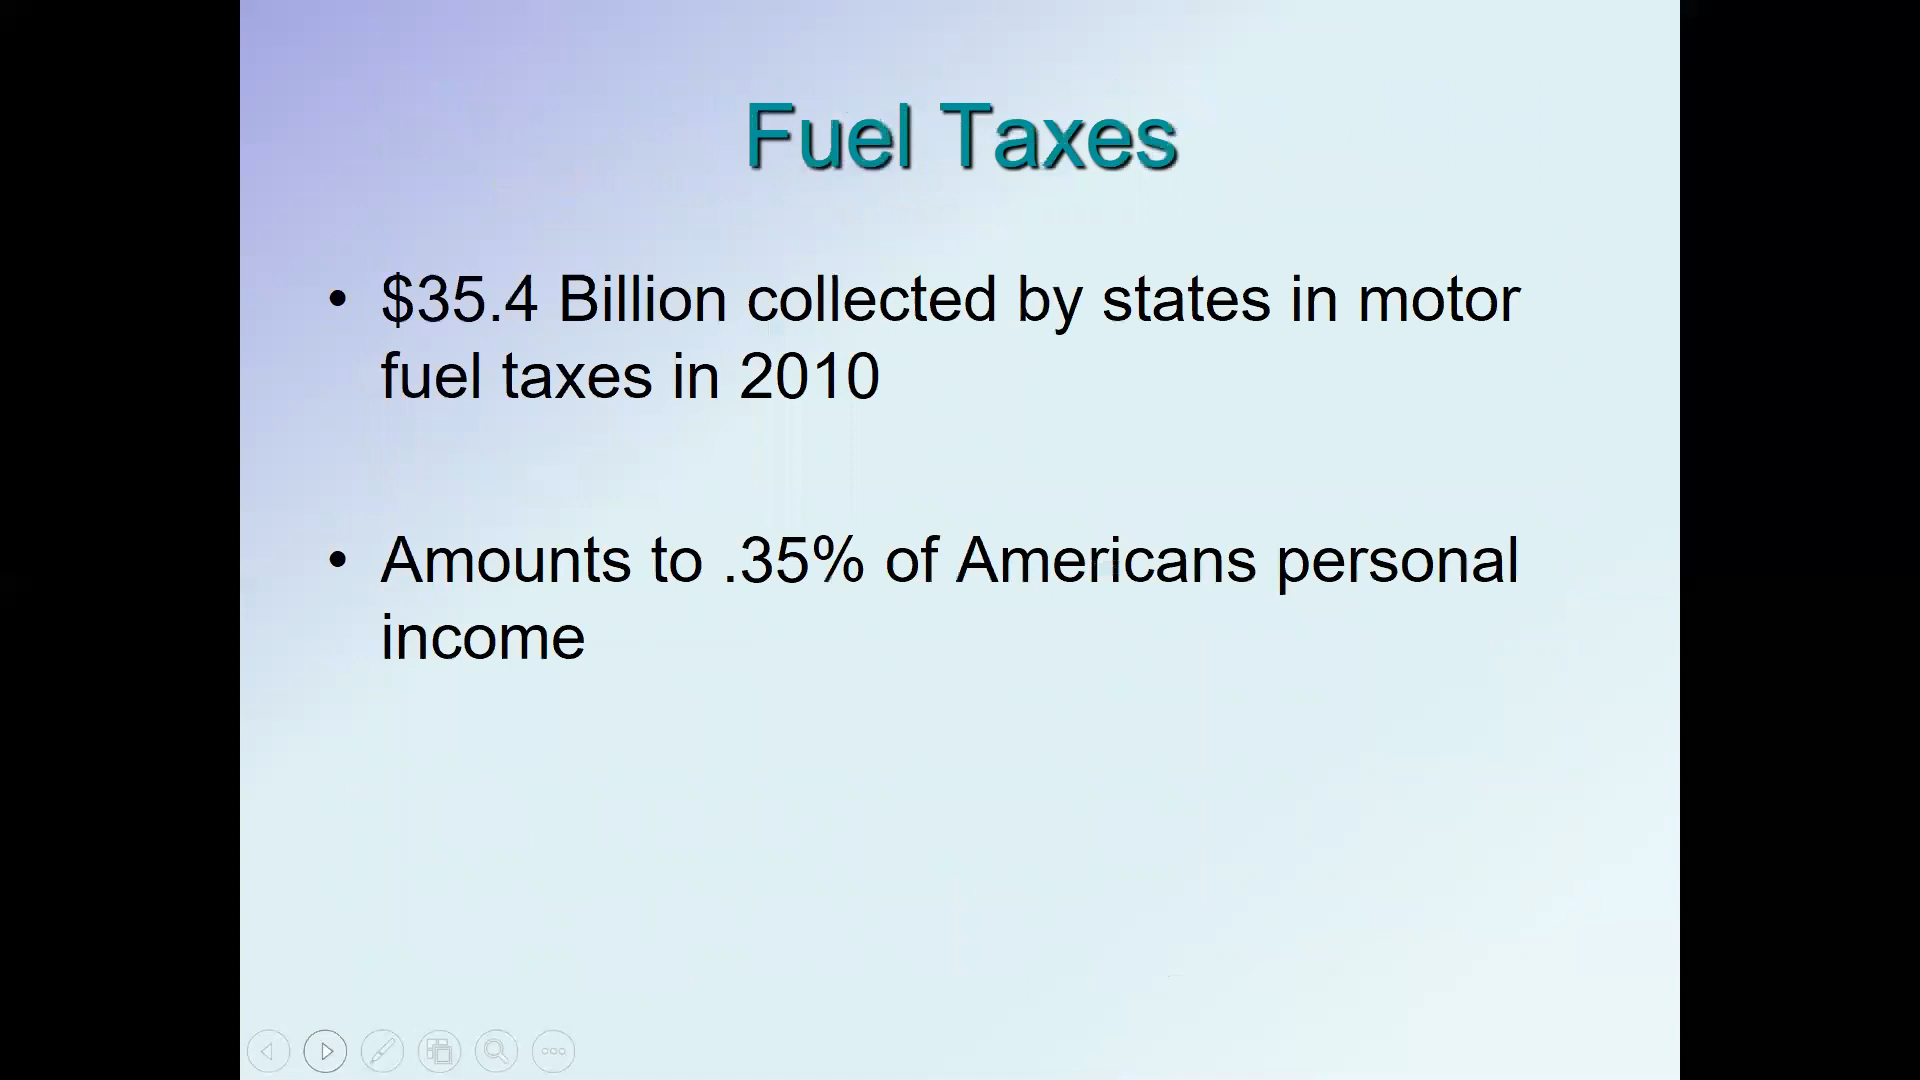 Fuel Taxes
• $35.4 Billion collected by states in motor
fuel taxes in 2010
• Amounts to .35% of Americans personal
income